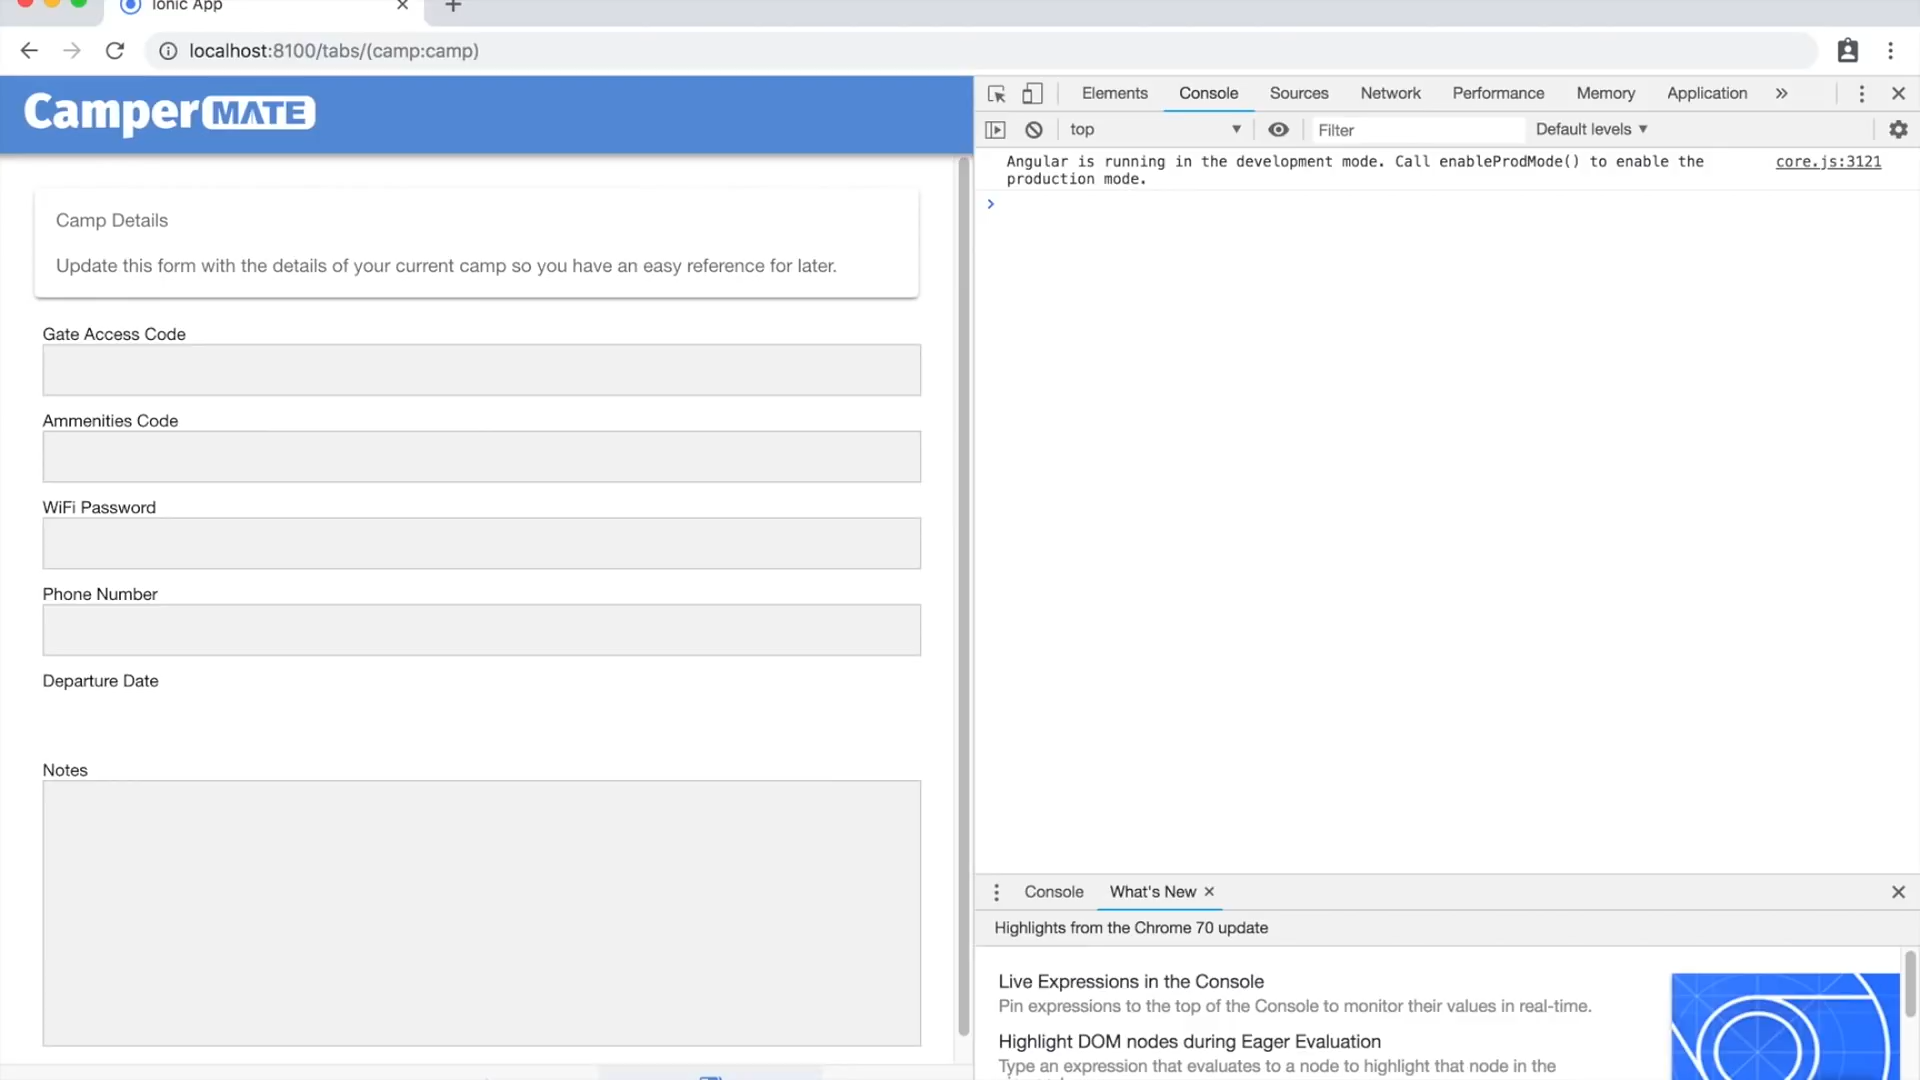 Ionic App
localhost:8100/tabs/(camp:camp)
CamperMATE
Camp Details
Update this form with the details of your current camp so you have an easy reference for later.
Gate Access Code
Ammenities Code
WiFi Password
Phone Number
Departure Date
Notes
Elements Console Sources Network Performance Memory Application »
top Filter Default levels
Angular is running in the development mode. Call enableProdMode() to enable the core.js:3121
production mode.
Console What's New
Highlights from the Chrome 70 update
Live Expressions in the Console
Pin expressions to the top of the Console to monitor their values in real-time.
Highlight DOM nodes during Eager Evaluation
Type an expression that evaluates to a node to highlight that node in the